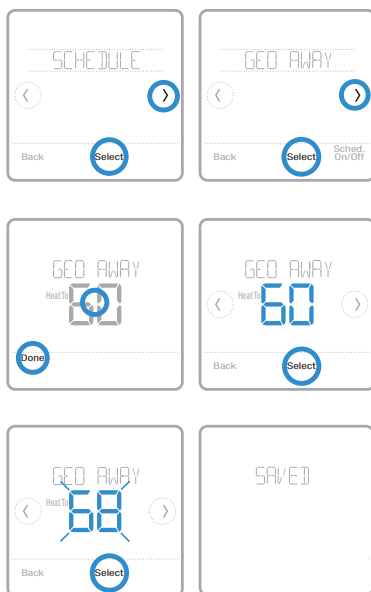 SCHEDULE
Back Select
GEO AWAY
Back Select Sched. On/Off
GEO AWAY
Heat To 60
Done
GEO AWAY
Heat To 60
Back Select
GEO AWAY
Heat To 68
Back Select
SAVED